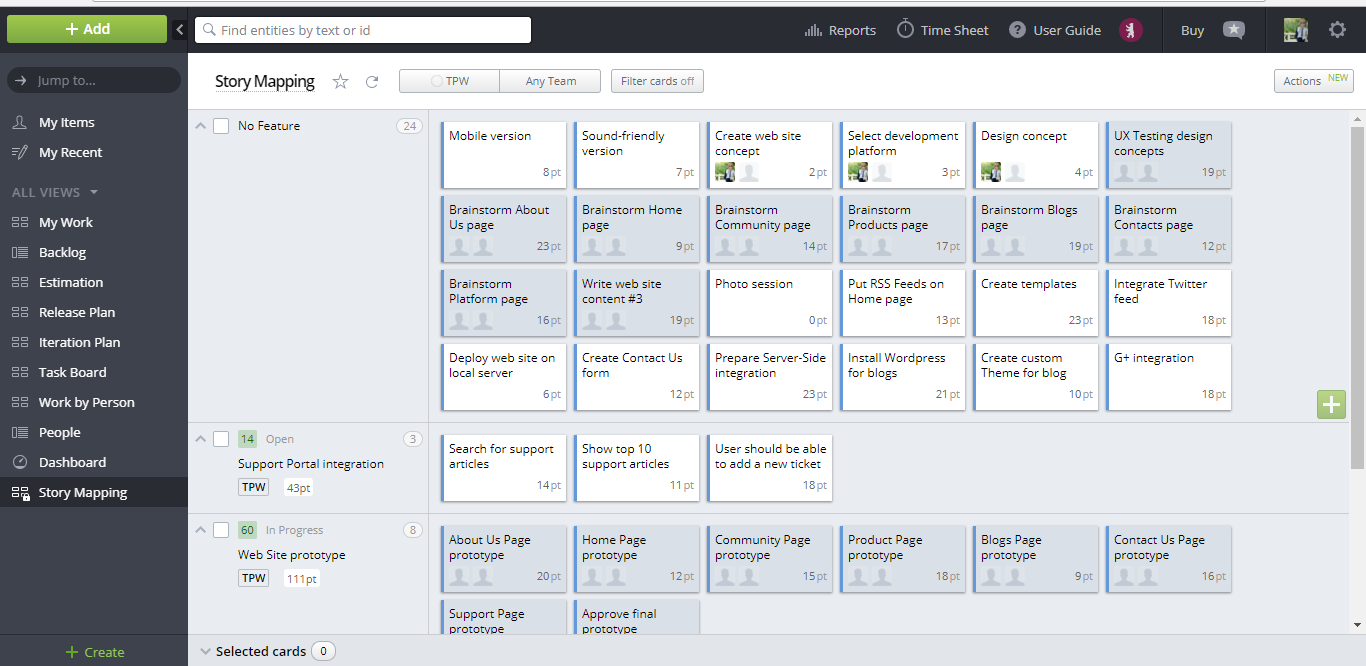 + Add
Find entities by text or id
Reports
Time Sheet
User Guide
Buy
Jump to...
My Items
My Recent
ALL VIEWS
My Work
Backlog
Estimation
Release Plan
Iteration Plan
Task Board
Work by Person
People
Dashboard
Story Mapping
+ Create
Story Mapping
TPW
Any Team
Filter cards off
Actions NEW
No Feature
24
Mobile version
8pt
Sound-friendly
version
7pt
Create web site
concept
2pt
Select development
platform
3pt
Design concept
4pt
UX Testing design
concepts
19pt
Brainstorm About
Us page
23pt
Brainstorm Home
page
9pt
Brainstorm
Community page
14pt
Brainstorm
Products page
17pt
Brainstorm Blogs
page
19pt
Brainstorm
Contacts page
12pt
Brainstorm
Platform page
16pt
Write web site
content #3
19pt
Photo session
0pt
Put RSS Feeds on
Home page
13pt
Create templates
23pt
Integrate Twitter
feed
18pt
Deploy web site on
local server
6pt
Create Contact Us
form
12pt
Prepare Server-Side
integration
23pt
Install Wordpress
for blogs
21pt
Create custom
Theme for blog
10pt
G+ integration
18pt
14 Open
3
Support Portal integration
TPW 43pt
Search for support
articles
14pt
Show top 10
support articles
11pt
User should be able
to add a new ticket
18pt
60 In Progress
8
Web Site prototype
TPW 111pt
About Us Page
prototype
20pt
Home Page
prototype
12pt
Community Page
prototype
15pt
Product Page
prototype
18pt
Blogs Page
prototype
9pt
Contact Us Page
prototype
16pt
Support Page
prototype
Approve final
prototype
Selected cards 0